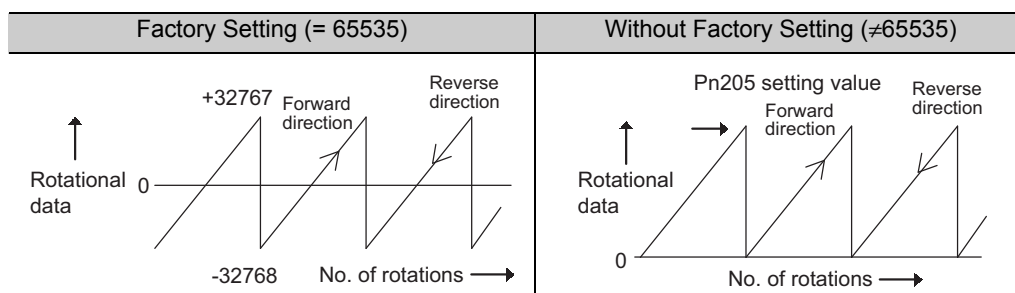 Factory Setting (= 65535)
Without Factory Setting (≠65535)
+32767
Forward
direction
Reverse
direction
Rotational
data
0
-32768
No. of rotations
Pn205 setting value
Forward
direction
Reverse
direction
Rotational
data
0
No. of rotations